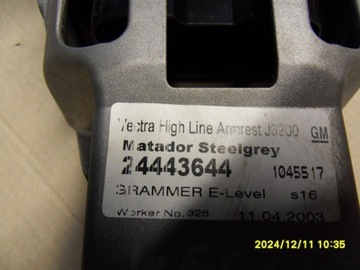 Vectra High Line Armrest J3200 GM
Matador Steelgrey
24443644 1045517
GRAMMER E-Level s16
Worker No. 328 11.04.2003
2024/12/11 10:35